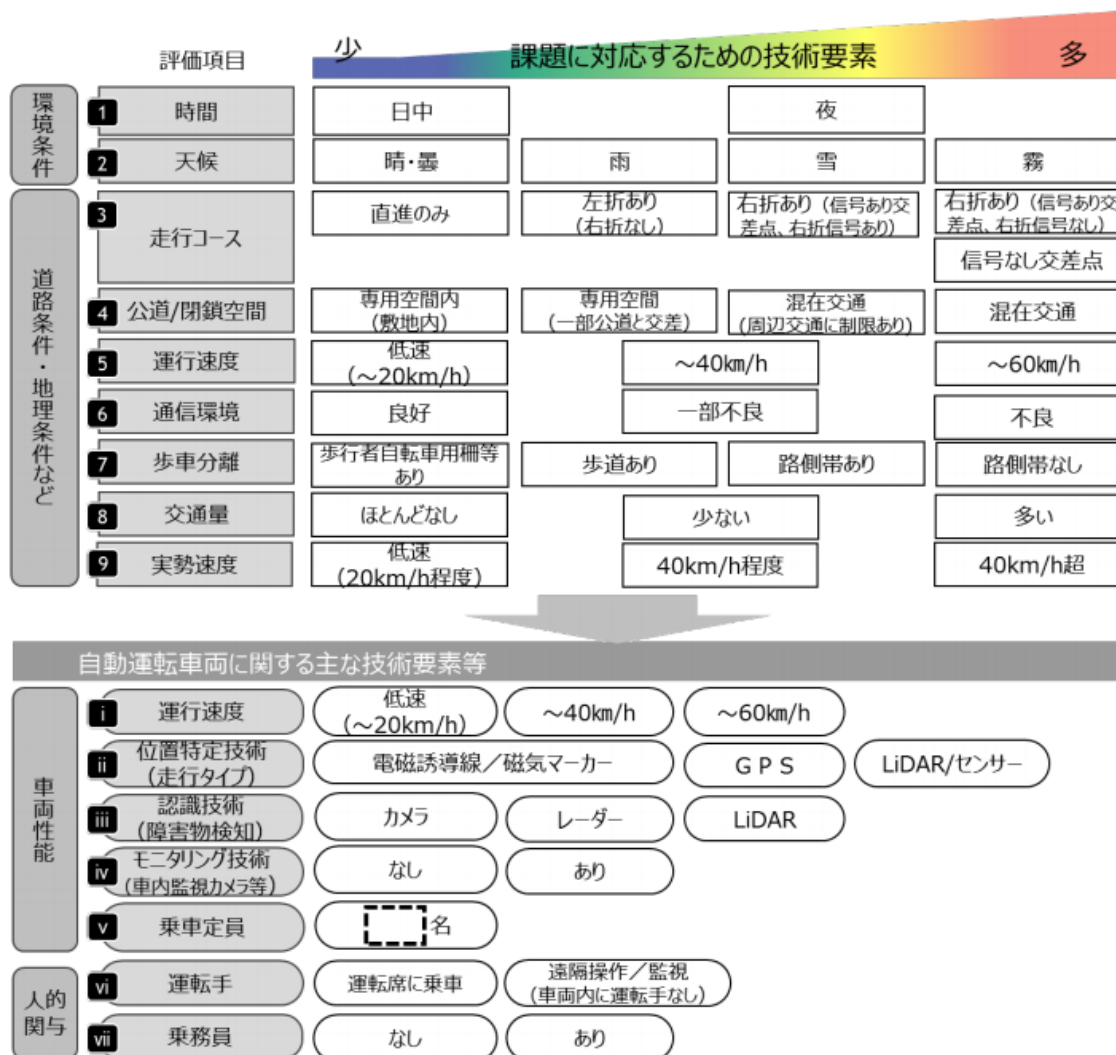 評価項目
少 課題に対応するための技術要素 多
環境条件
1 時間 日中 夜
2 天候 晴・曇 雨 雪 霧
道路条件・地理条件など
3 走行コース
直進のみ
左折あり
(右折なし)
右折あり（信号あり交
差点、右折信号あり）
右折あり（信号あり交
差点、右折信号なし）
信号なし交差点
4 公道/閉鎖空間
専用空間内
(敷地内)
専用空間
(一部公道と交差)
混在交通
(周辺交通に制限あり)
混在交通
5 運行速度
低速
(～20km/h)
～40km/h
～60km/h
6 通信環境 良好 一部不良 不良
7 歩車分離
歩行者自転車用柵等
あり
歩道あり
路側帯あり
路側帯なし
8 交通量 ほとんどなし 少ない 多い
9 実勢速度
低速
(20km/h程度)
40km/h程度
40km/h超
自動運転車両に関する主な技術要素等
車両性能
i 運行速度
低速
(～20km/h)
～40km/h
～60km/h
ii 位置特定技術
(走行タイプ)
電磁誘導線／磁気マーカー
ＧＰＳ
LiDAR/センサー
iii 認識技術
(障害物検知)
カメラ
レーダー
LiDAR
iv モニタリング技術
(車内監視カメラ等)
なし
あり
v 乗車定員 名
人的
関与
vi 運転手
運転席に乗車
遠隔操作／監視
(車両内に運転手なし)
vii 乗務員 なし あり